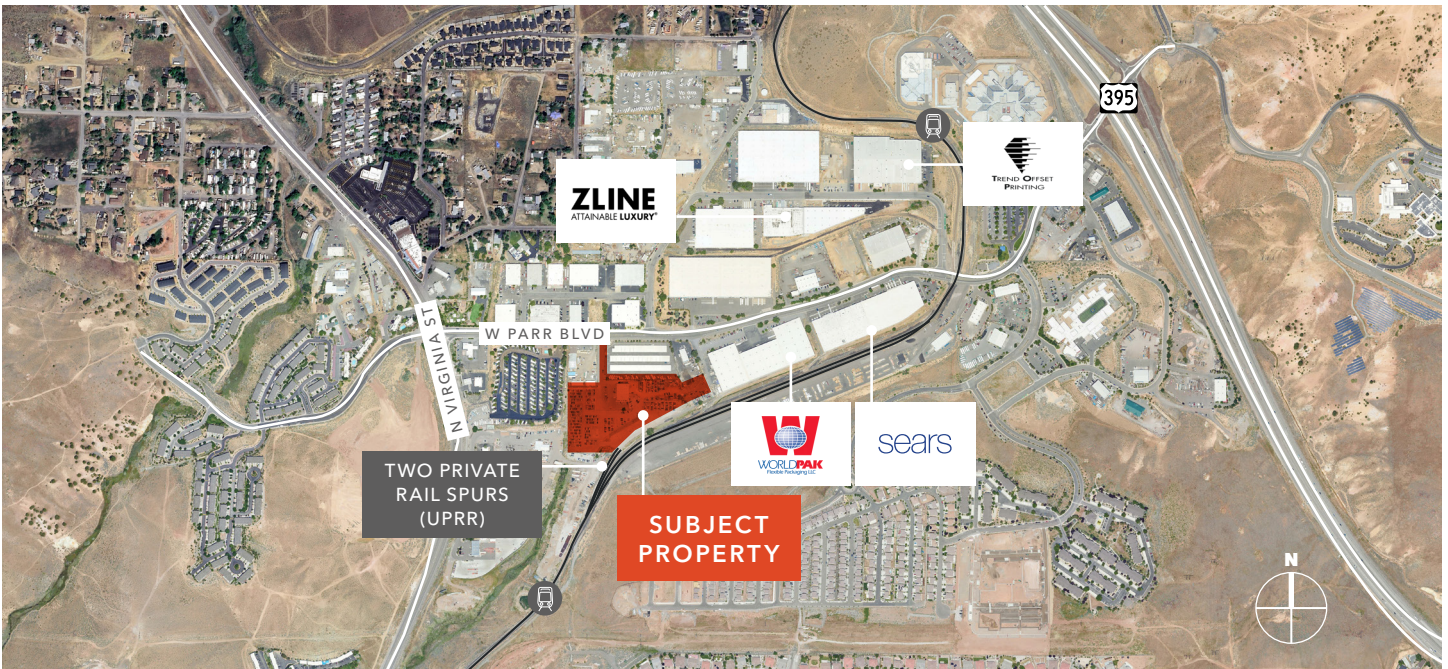 395
TREND OFFSET
PRINTING
ZLINE
ATTAINABLE LUXURY®
N VIRGINIA ST
W PARR BLVD
W
WORLDPAK
Flexible Packaging LLC
sears
TWO PRIVATE
RAIL SPURS
(UPRR)
SUBJECT
PROPERTY
N